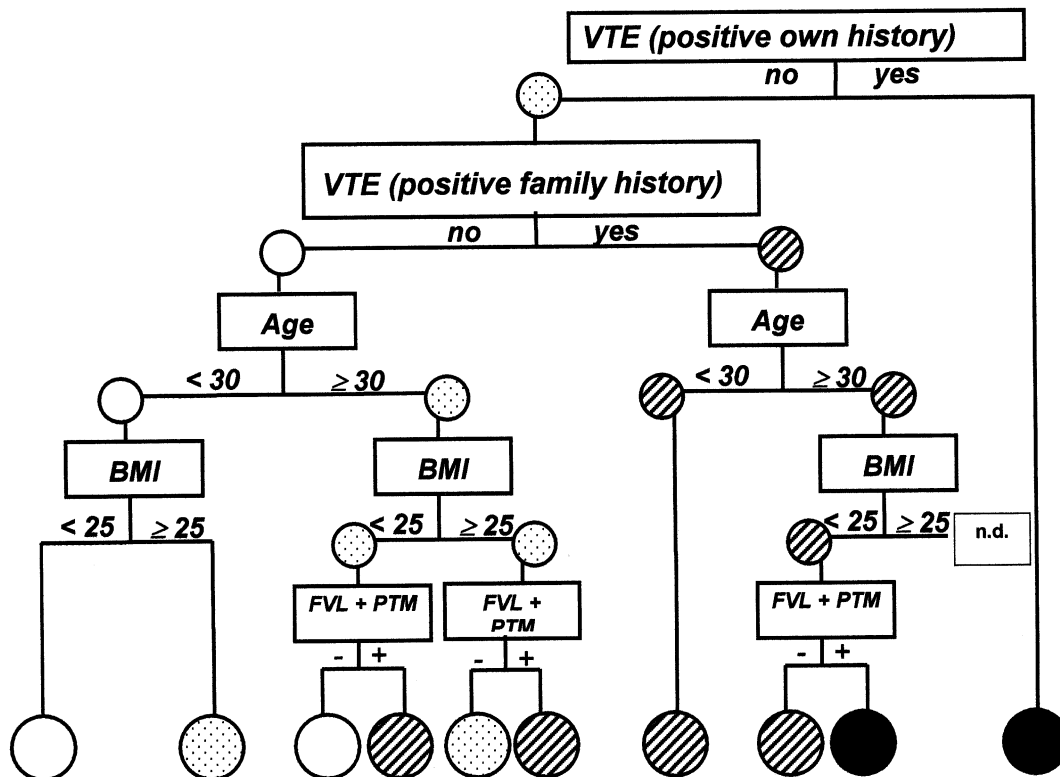 VTE (positive own history)
no yes
VTE (positive family history)
no yes
Age Age
< 30 ≥ 30 < 30 ≥ 30
BMI BMI BMI
< 25 ≥ 25 < 25 ≥ 25 < 25 ≥ 25 n.d.
FVL + PTM FVL + FVL + PTM
PTM
- + - + - +